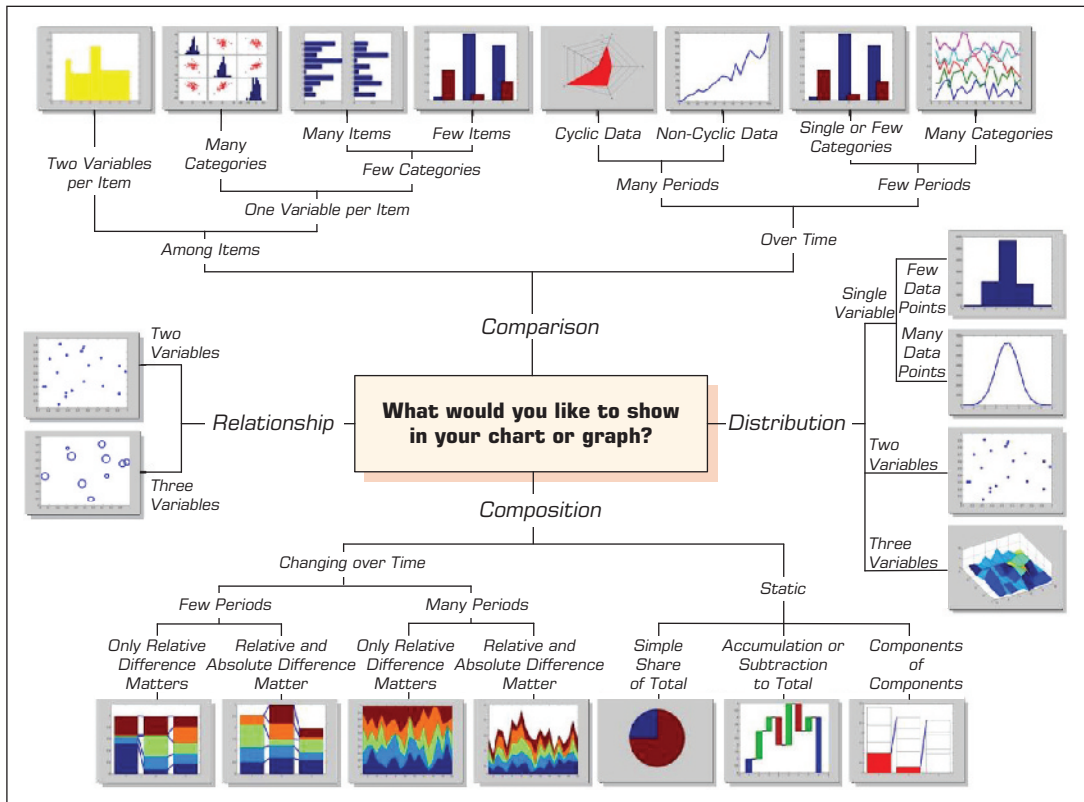 Many Items
Few Items
Cyclic Data
Non-Cyclic Data
Single or Few
Categories
Many Categories
Two Variables
per Item
Many
Categories
Few Categories
Many Periods
Few Periods
One Variable per Item
Among Items
Over Time
Comparison
Single
Variable
Few
Data
Points
Many
Data
Points
Two
Variables
Relationship
What would you like to show
in your chart or graph?
Distribution
Two
Variables
Three
Variables
Three
Variables
Composition
Changing over Time
Static
Few Periods
Many Periods
Only Relative
Difference
Matters
Relative and
Absolute Difference
Matter
Only Relative
Difference
Matters
Relative and
Absolute Difference
Matter
Simple
Share
of Total
Accumulation or
Subtraction
to Total
Components
of
Components